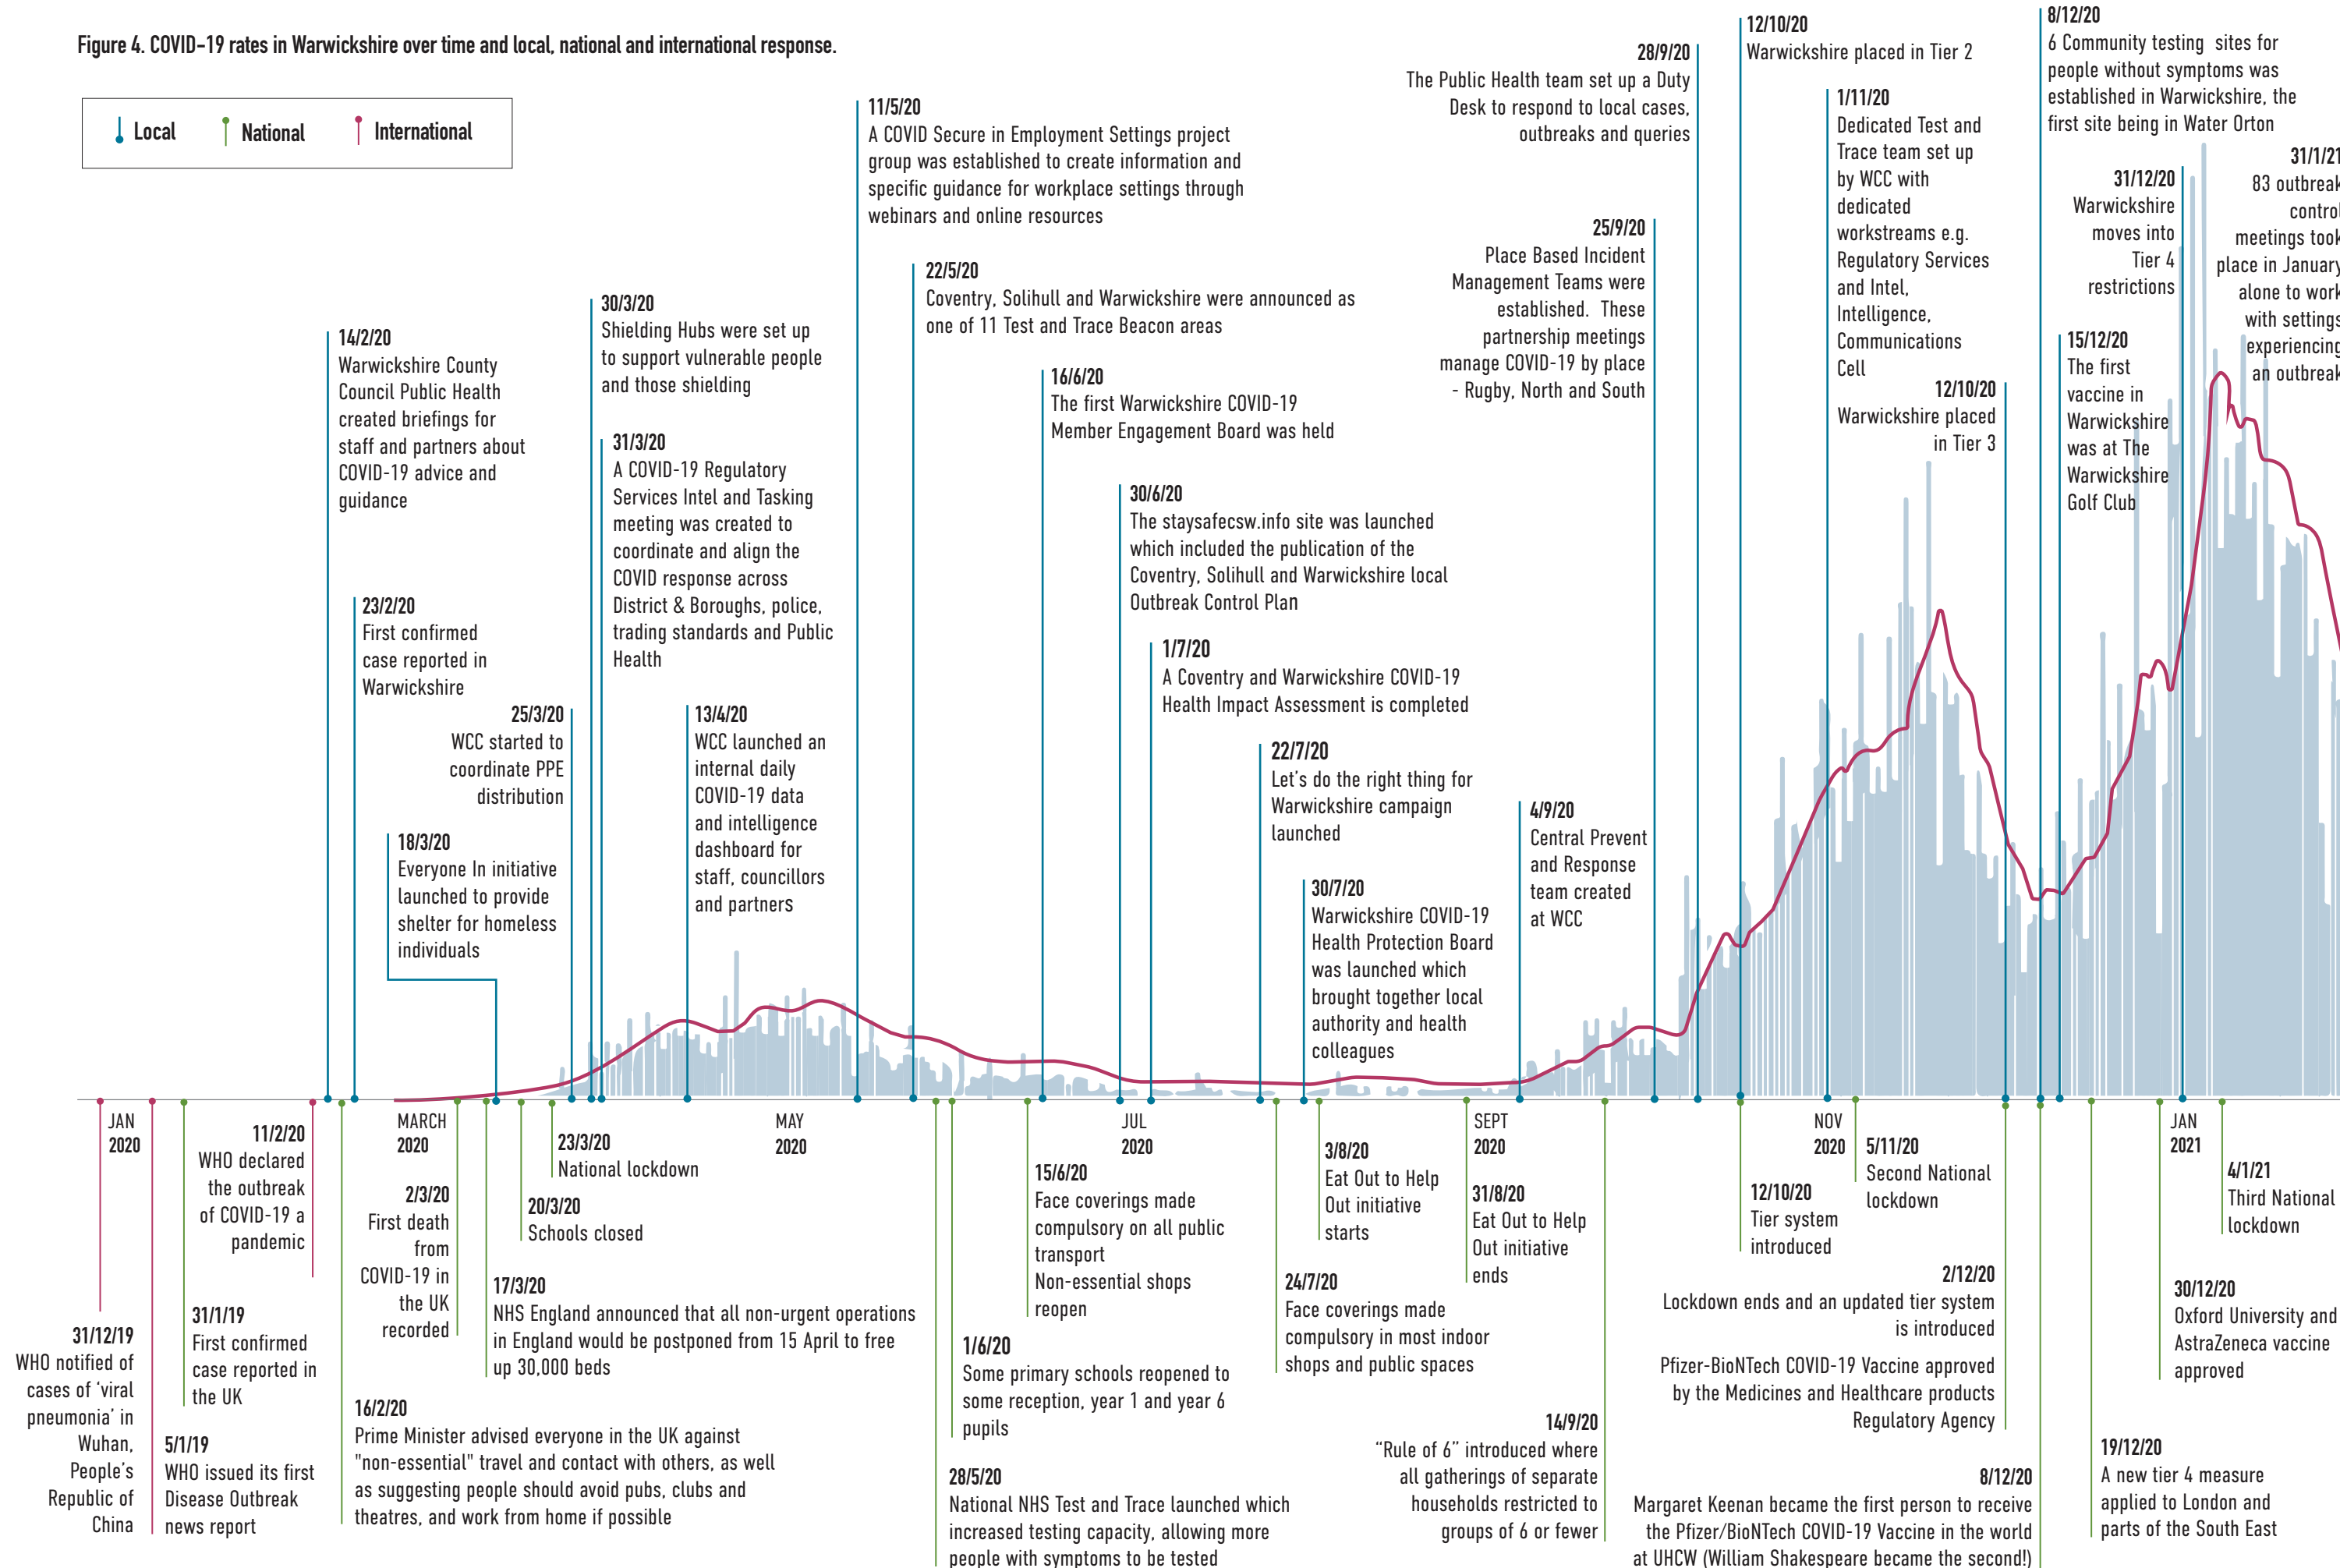 Figure 4. COVID-19 rates in Warwickshire over time and local, national and international response.
Local
National
International
14/2/20
Warwickshire County
Council Public Health
created briefings for
staff and partners about
COVID-19 advice and
guidance
23/2/20
First confirmed
case reported in
Warwickshire
18/3/20
Everyone In initiative
launched to provide
shelter for homeless
individuals
25/3/20
WCC started to
coordinate PPE
distribution
30/3/20
Shielding Hubs were set up
to support vulnerable people
and those shielding
31/3/20
A COVID-19 Regulatory
Services Intel and Tasking
meeting was created to
coordinate and align the
COVID response across
District & Boroughs, police,
trading standards and Public
Health
13/4/20
WCC launched an
internal daily
COVID-19 data
and intelligence
dashboard for
staff, councillors
and partners
11/5/20
A COVID Secure in Employment Settings project
group was established to create information and
specific guidance for workplace settings through
webinars and online resources
22/5/20
Coventry, Solihull and Warwickshire were announced as
one of 11 Test and Trace Beacon areas
16/6/20
The first Warwickshire COVID-19
Member Engagement Board was held
30/6/20
The staysafecsw.info site was launched
which included the publication of the
Coventry, Solihull and Warwickshire local
Outbreak Control Plan
1/7/20
A Coventry and Warwickshire COVID-19
Health Impact Assessment is completed
22/7/20
Let's do the right thing for
Warwickshire campaign
launched
30/7/20
Warwickshire COVID-19
Health Protection Board
was launched which
brought together local
authority and health
colleagues
4/9/20
Central Prevent
and Response
team created
at WCC
25/9/20
Place Based Incident
Management Teams were
established. These
partnership meetings
manage COVID-19 by place
- Rugby, North and South
28/9/20
The Public Health team set up a Duty
Desk to respond to local cases,
outbreaks and queries
12/10/20
Warwickshire placed in Tier 2
1/11/20
Dedicated Test and
Trace team set up
by WCC with
dedicated
workstreams e.g.
Regulatory Services
and Intel,
Intelligence,
Communications
Cell
12/10/20
Warwickshire placed
in Tier 3
8/12/20
6 Community testing sites for
people without symptoms was
established in Warwickshire, the
first site being in Water Orton
15/12/20
The first
vaccine in
Warwickshire
was at The
Warwickshire
Golf Club
31/12/20
Warwickshire
moves into
Tier 4
restrictions
31/1/21
83 outbreak
control
meetings took
place in January
alone to work
with settings
experiencing
an outbreak
JAN
2020
MARCH
2020
MAY
2020
JUL
2020
SEPT
2020
NOV
2020
JAN
2021
31/12/19
WHO notified of
cases of ‘viral
pneumonia’ in
Wuhan,
People’s
Republic of
China
5/1/19
WHO issued its first
Disease Outbreak
news report
31/1/19
First confirmed
case reported in
the UK
11/2/20
WHO declared
the outbreak
of COVID-19 a
pandemic
16/2/20
Prime Minister advised everyone in the UK against
"non-essential" travel and contact with others, as well
as suggesting people should avoid pubs, clubs and
theatres, and work from home if possible
2/3/20
First death
from
COVID-19 in
the UK
recorded
17/3/20
NHS England announced that all non-urgent operations
in England would be postponed from 15 April to free
up 30,000 beds
20/3/20
Schools closed
23/3/20
National lockdown
28/5/20
National NHS Test and Trace launched which
increased testing capacity, allowing more
people with symptoms to be tested
1/6/20
Some primary schools reopened to
some reception, year 1 and year 6
pupils
15/6/20
Face coverings made
compulsory on all public
transport
Non-essential shops
reopen
24/7/20
Face coverings made
compulsory in most indoor
shops and public spaces
3/8/20
Eat Out to Help
Out initiative
starts
31/8/20
Eat Out to Help
Out initiative
ends
14/9/20
“Rule of 6” introduced where
all gatherings of separate
households restricted to
groups of 6 or fewer
12/10/20
Tier system
introduced
5/11/20
Second National
lockdown
2/12/20
Lockdown ends and an updated tier system
is introduced
Pfizer-BioNTech COVID-19 Vaccine approved
by the Medicines and Healthcare products
Regulatory Agency
8/12/20
Margaret Keenan became the first person to receive
the Pfizer/BioNTech COVID-19 Vaccine in the world
at UHCW (William Shakespeare became the second!)
19/12/20
A new tier 4 measure
applied to London and
parts of the South East
30/12/20
Oxford University and
AstraZeneca vaccine
approved
4/1/21
Third National
lockdown